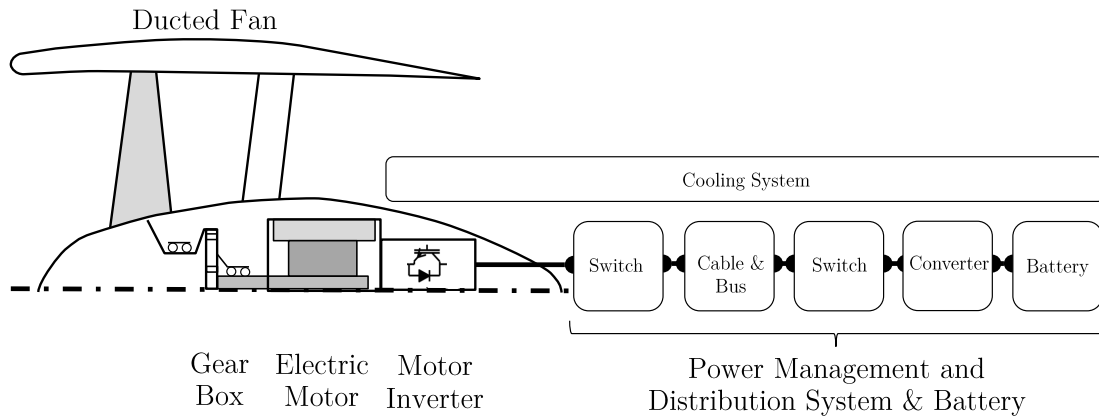 Ducted Fan
Cooling System
Switch
Cable &
Bus
Switch
Converter
Battery
Gear
Box
Electric
Motor
Motor
Inverter
Power Management and
Distribution System & Battery